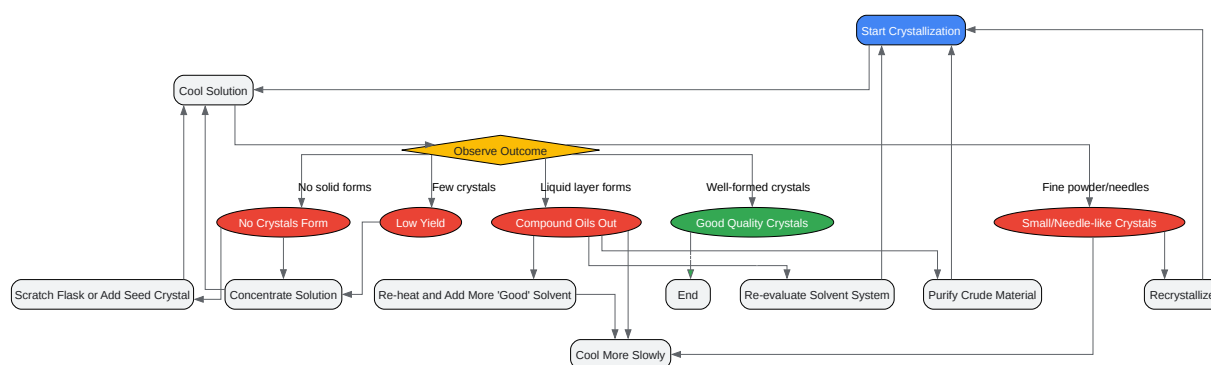 Start Crystallization
Cool Solution
Observe Outcome
No solid forms
Few crystals
Liquid layer forms
Well-formed crystals
Fine powder/needles
No Crystals Form
Low Yield
Compound Oils Out
Good Quality Crystals
Small/Needle-like Crystals
Scratch Flask or Add Seed Crystal
Concentrate Solution
Re-heat and Add More 'Good' Solvent
End
Re-evaluate Solvent System
Purify Crude Material
Recrystallize
Cool More Slowly